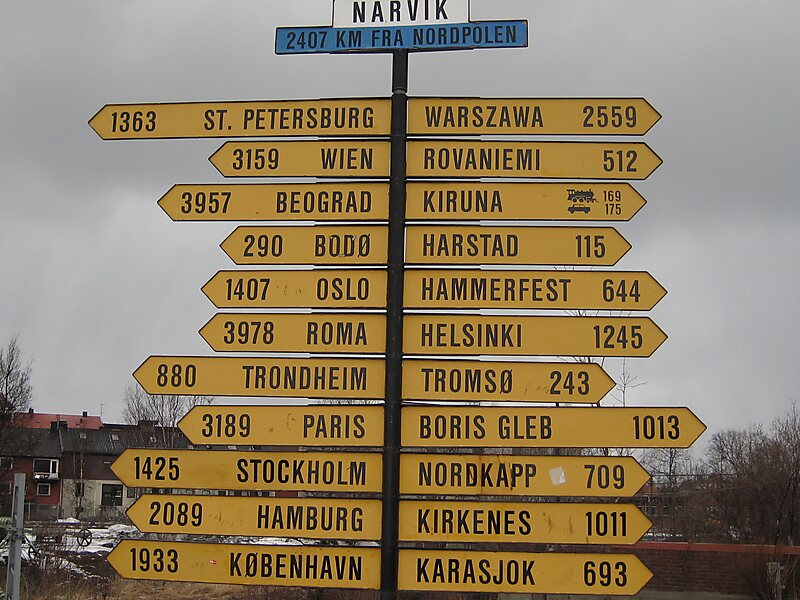 NARVIK
2407 KM FRA NORDPOLEN
1363 ST. PETERSBURG
WARSZAWA 2559
3159 WIEN
ROVANIEMI 512
3957 BEOGRAD
KIRUNA 169
175
290 BODØ
HARSTAD 115
1407 OSLO
HAMMERFEST 644
3978 ROMA
HELSINKI 1245
880 TRONDHEIM
TROMSØ 243
3189 PARIS
BORIS GLEB 1013
1425 STOCKHOLM
NORDKAPP 709
2089 HAMBURG
KIRKENES 1011
1933 KØBENHAVN
KARASJOK 693